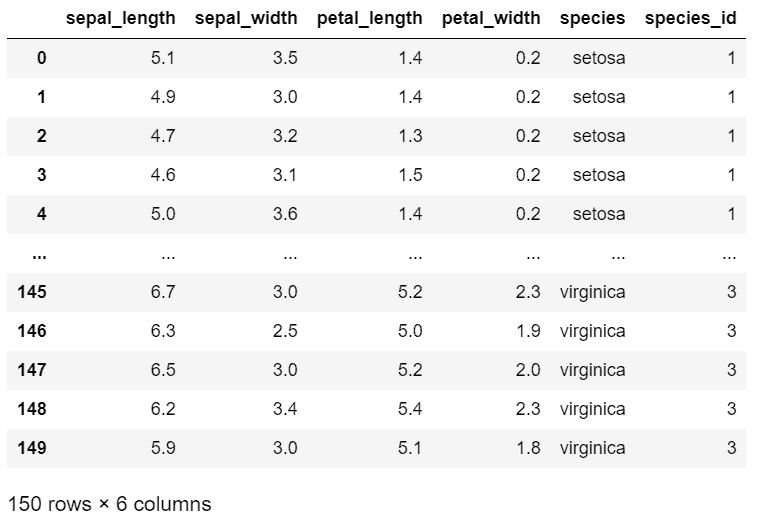 sepal_length sepal_width petal_length petal_width species species_id
0 5.1 3.5 1.4 0.2 setosa 1
1 4.9 3.0 1.4 0.2 setosa 1
2 4.7 3.2 1.3 0.2 setosa 1
3 4.6 3.1 1.5 0.2 setosa 1
4 5.0 3.6 1.4 0.2 setosa 1
... ... ... ... ... ... ...
145 6.7 3.0 5.2 2.3 virginica 3
146 6.3 2.5 5.0 1.9 virginica 3
147 6.5 3.0 5.2 2.0 virginica 3
148 6.2 3.4 5.4 2.3 virginica 3
149 5.9 3.0 5.1 1.8 virginica 3
150 rows × 6 columns